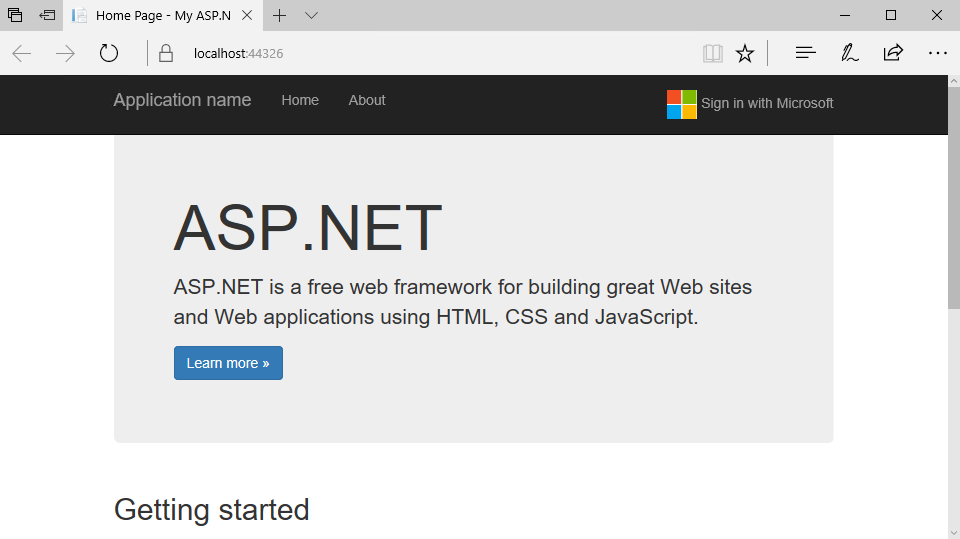 Home Page - My ASP.N
localhost:44326
Application name Home About Sign in with Microsoft
ASP.NET
ASP.NET is a free web framework for building great Web sites
and Web applications using HTML, CSS and JavaScript.
Learn more »
Getting started